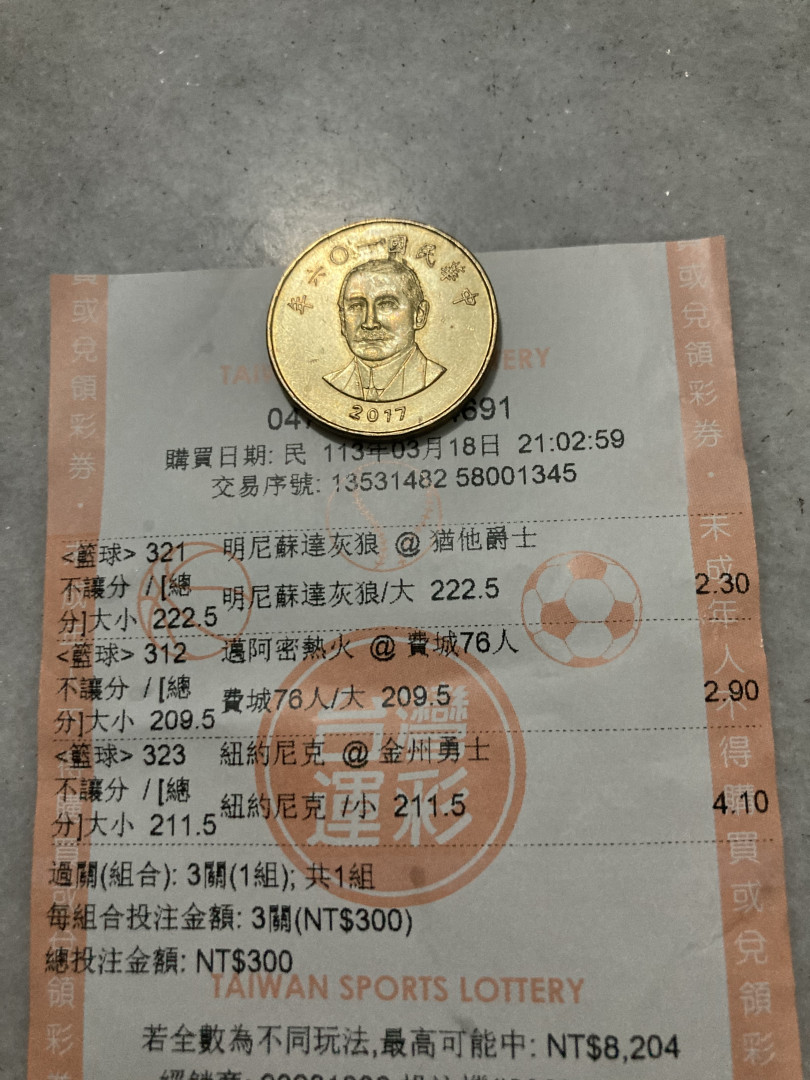 中華民國一〇六年
2017
TAI ERY
04 691
購買日期: 民 113年03月18日 21:02:59
交易序號: 13531482 58001345
<籃球> 321 明尼蘇達灰狼 @ 猶他爵士
不讓分 / [總 明尼蘇達灰狼/大 222.5 2.30
分]大小 222.5
<籃球> 312 邁阿密熱火 @ 費城76人
不讓分 / [總 費城76人/大 209.5 2.90
分]大小 209.5
<籃球> 323 紐約尼克 @ 金州勇士
不讓分 / [總 紐約尼克 /小 211.5 4.10
分]大小 211.5
台灣運彩
過關(組合): 3關(1組); 共1組
每組合投注金額: 3關(NT$300)
總投注金額: NT$300
TAIWAN SPORTS LOTTERY
若全數為不同玩法,最高可能中: NT$8,204
或兌領彩券
或兌領彩券・未成年人不得購買或兌領彩